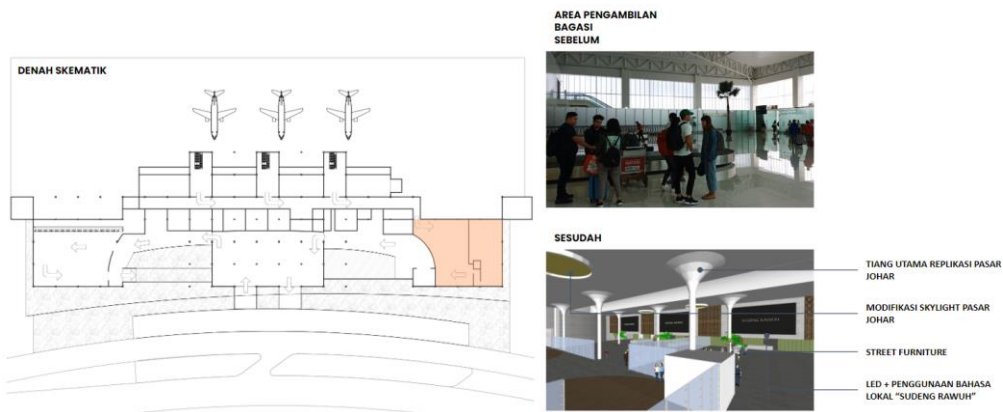 DENAH SKEMATIK
AREA PENGAMBILAN
BAGASI
SEBELUM
SESUDAH
TIANG UTAMA REPLIKASI PASAR
JOHAR
MODIFIKASI SKYLIGHT PASAR
JOHAR
STREET FURNITURE
LED + PENGGUNAAN BAHASA
LOKAL “SUDENG RAWUH”